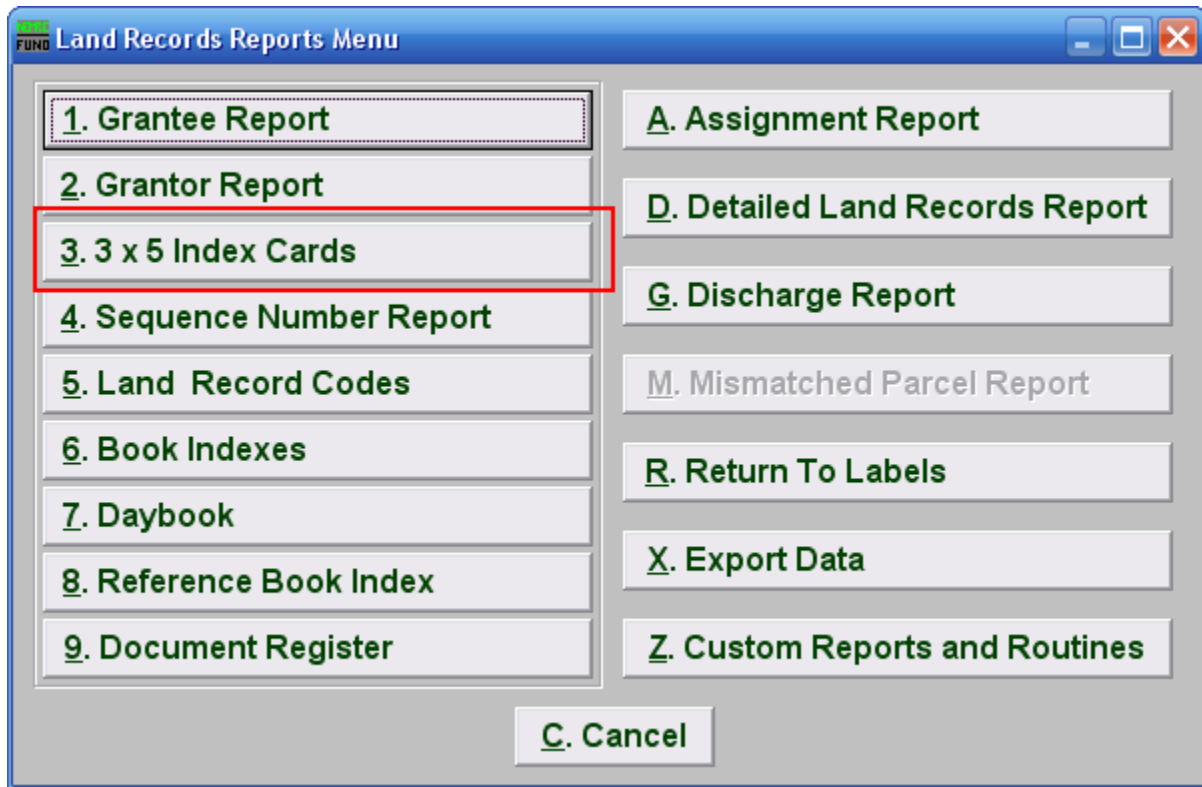 NEMRC
FUND Land Records Reports Menu
1. Grantee Report
2. Grantor Report
3. 3 x 5 Index Cards
4. Sequence Number Report
5. Land  Record Codes
6. Book Indexes
7. Daybook
8. Reference Book Index
9. Document Register
A. Assignment Report
D. Detailed Land Records Report
G. Discharge Report
M. Mismatched Parcel Report
R. Return To Labels
X. Export Data
Z. Custom Reports and Routines
C. Cancel